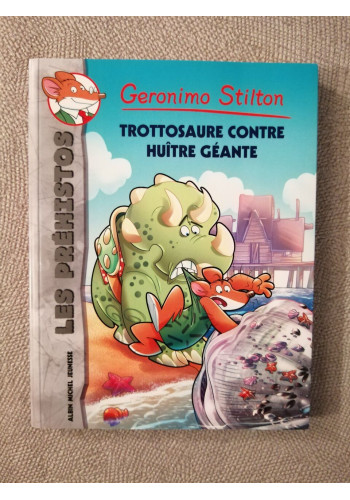 Geronimo Stilton
TROTTOSAURE CONTRE
HUÎTRE GÉANTE
LES PRÉHISTOS
ALBIN MICHEL JEUNESSE